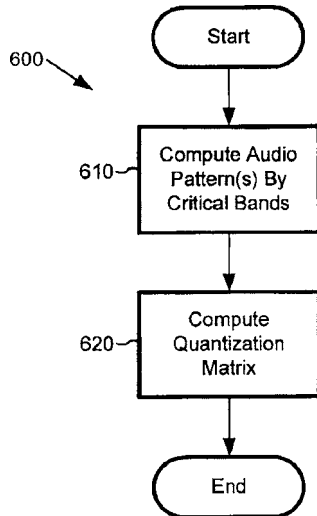 Start
600
Compute Audio
Pattern(s) By
Critical Bands
610
Compute
Quantization
Matrix
620
End